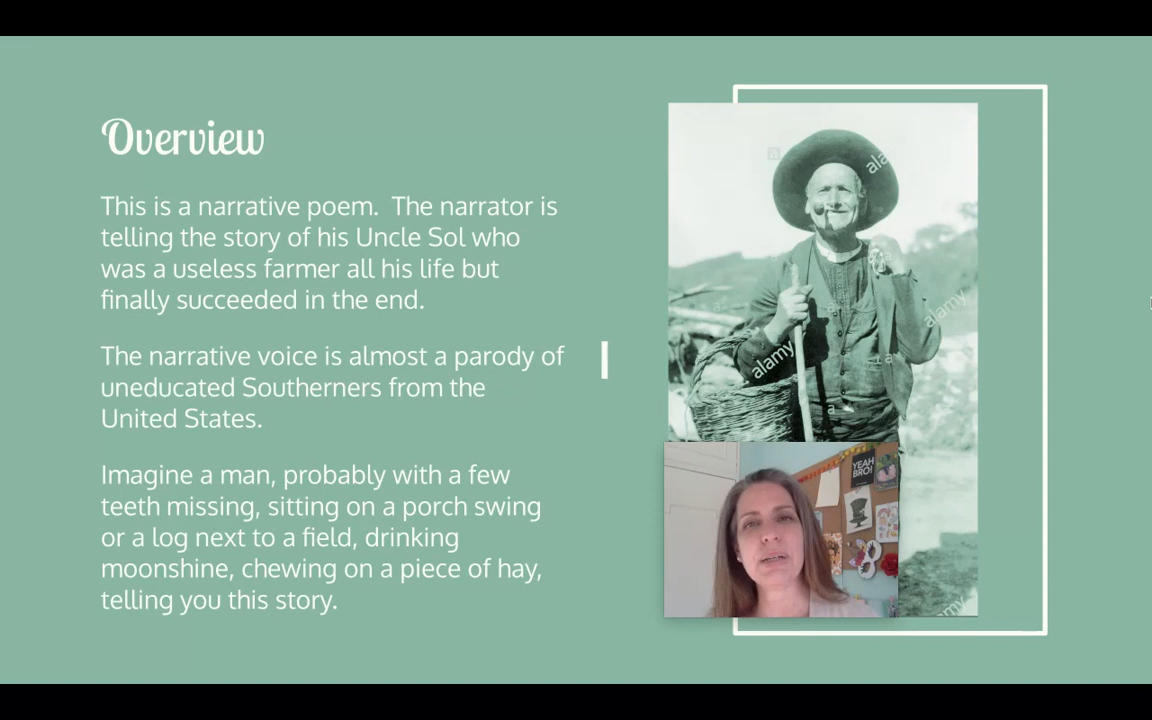 Overview
This is a narrative poem.  The narrator is
telling the story of his Uncle Sol who
was a useless farmer all his life but
finally succeeded in the end.
The narrative voice is almost a parody of
uneducated Southerners from the
United States.
Imagine a man, probably with a few
teeth missing, sitting on a porch swing
or a log next to a field, drinking
moonshine, chewing on a piece of hay,
telling you this story.
a
ala
alamy
alamy
a
a
my
YEAH
BRO!